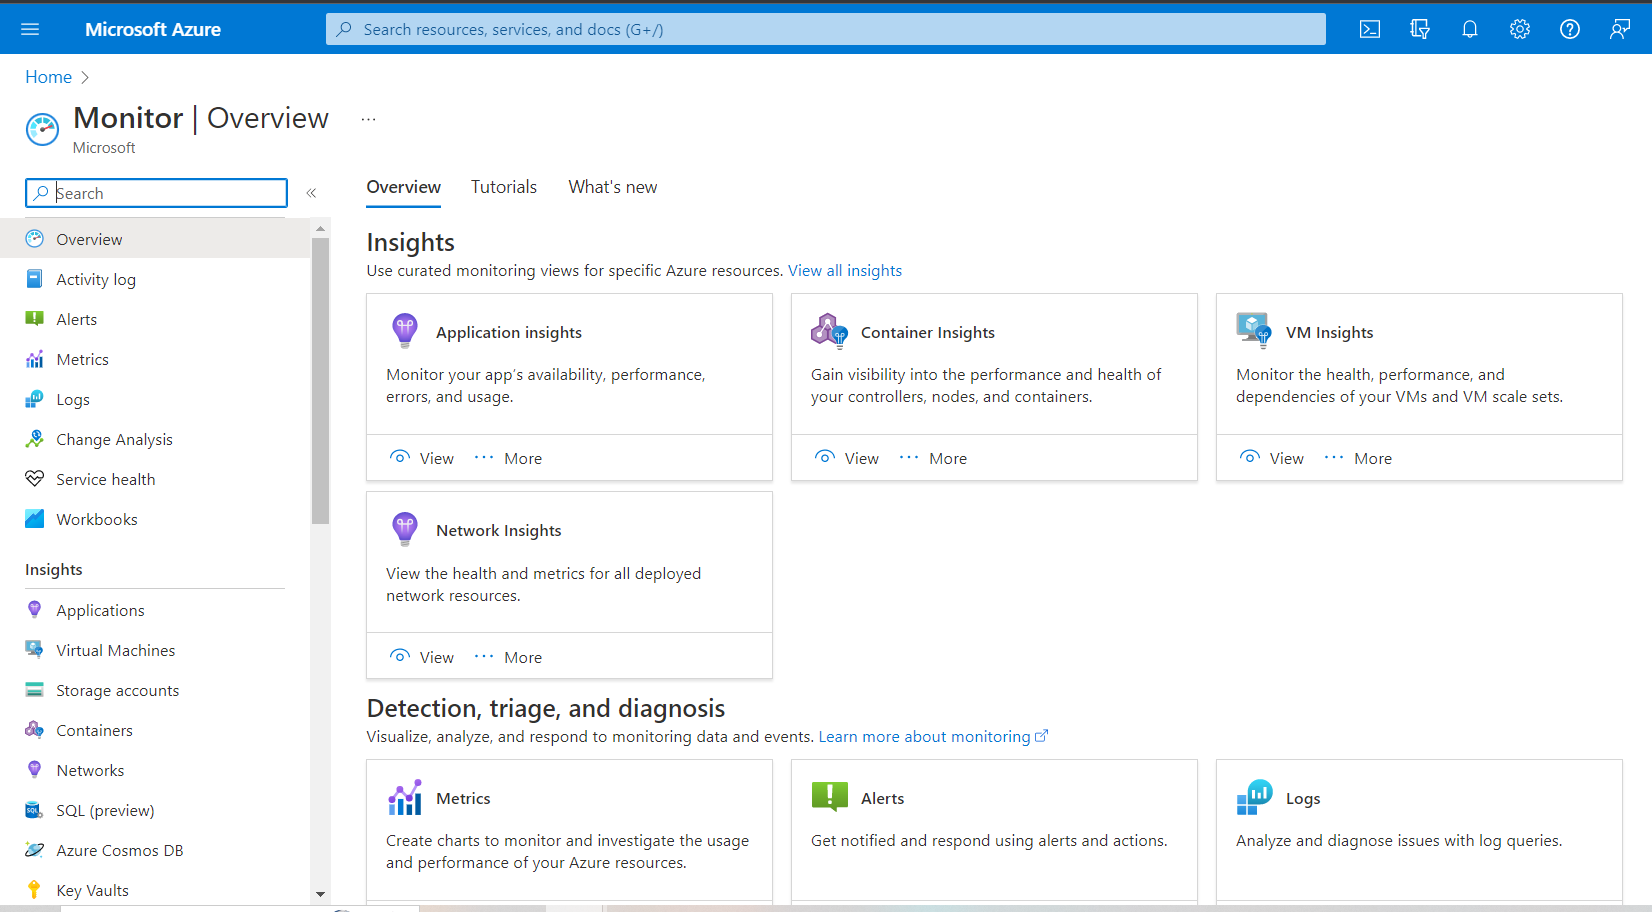 Microsoft Azure
Search resources, services, and docs (G+/)
Home
Monitor | Overview
...
Microsoft
Search
Overview
Activity log
Alerts
Metrics
Logs
Change Analysis
Service health
Workbooks
Insights
Applications
Virtual Machines
Storage accounts
Containers
Networks
SQL (preview)
Azure Cosmos DB
Key Vaults
Overview Tutorials What's new
Insights
Use curated monitoring views for specific Azure resources. View all insights
Application insights
Monitor your app’s availability, performance,
errors, and usage.
View ... More
Container Insights
Gain visibility into the performance and health of
your controllers, nodes, and containers.
View ... More
VM Insights
Monitor the health, performance, and
dependencies of your VMs and VM scale sets.
View ... More
Network Insights
View the health and metrics for all deployed
network resources.
View ... More
Detection, triage, and diagnosis
Visualize, analyze, and respond to monitoring data and events. Learn more about monitoring
Metrics
Create charts to monitor and investigate the usage
and performance of your Azure resources.
Alerts
Get notified and respond using alerts and actions.
Logs
Analyze and diagnose issues with log queries.